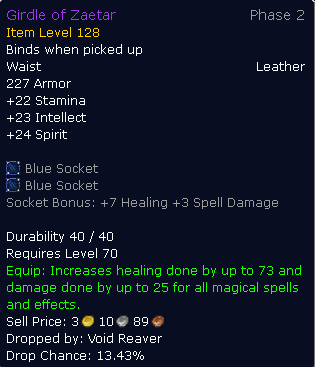 Girdle of Zaetar Phase 2
Item Level 128
Binds when picked up
Waist Leather
227 Armor
+22 Stamina
+23 Intellect
+24 Spirit
Blue Socket
Blue Socket
Socket Bonus: +7 Healing +3 Spell Damage
Durability 40 / 40
Requires Level 70
Equip: Increases healing done by up to 73 and
damage done by up to 25 for all magical spells
and effects.
Sell Price: 3 10 89
Dropped by: Void Reaver
Drop Chance: 13.43%